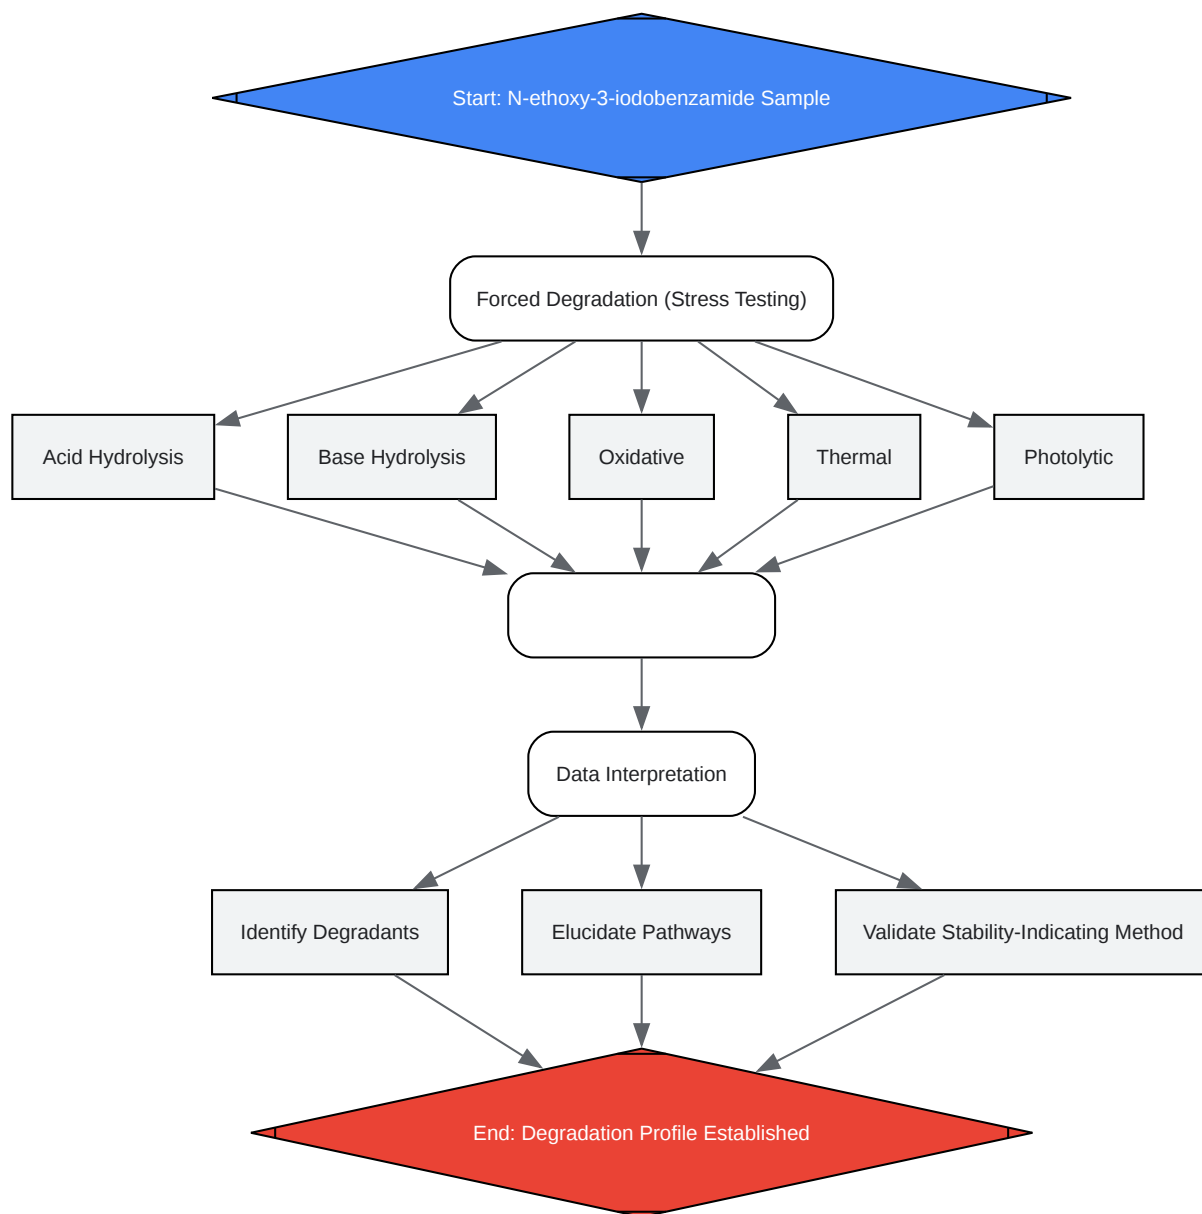 Start: N-ethoxy-3-iodobenzamide Sample
Forced Degradation (Stress Testing)
Acid Hydrolysis
Base Hydrolysis
Oxidative
Thermal
Photolytic
Data Interpretation
Identify Degradants
Elucidate Pathways
Validate Stability-Indicating Method
End: Degradation Profile Established